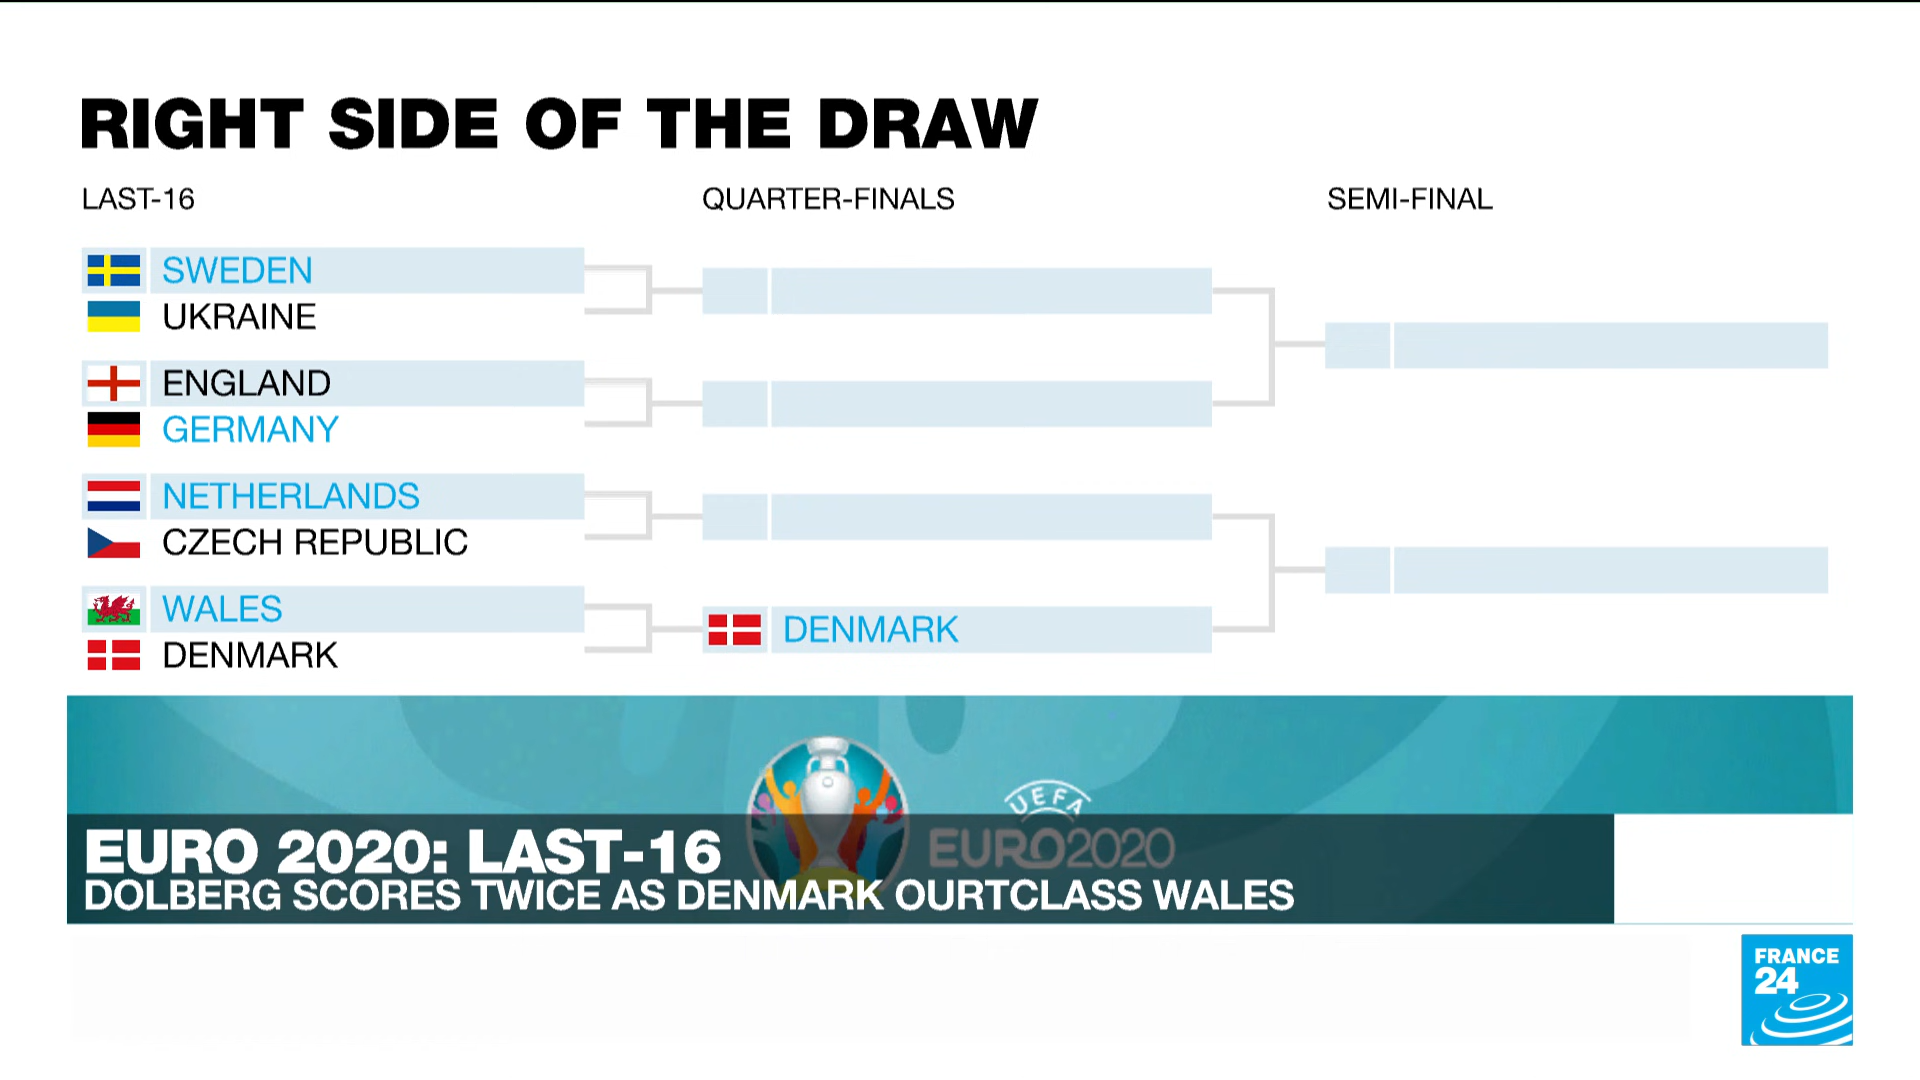 RIGHT SIDE OF THE DRAW
LAST-16
QUARTER-FINALS
SEMI-FINAL
SWEDEN
UKRAINE
ENGLAND
GERMANY
NETHERLANDS
CZECH REPUBLIC
WALES
DENMARK
DENMARK
UEFA
EURO2020
EURO 2020: LAST-16
DOLBERG SCORES TWICE AS DENMARK OURTCLASS WALES
FRANCE
24